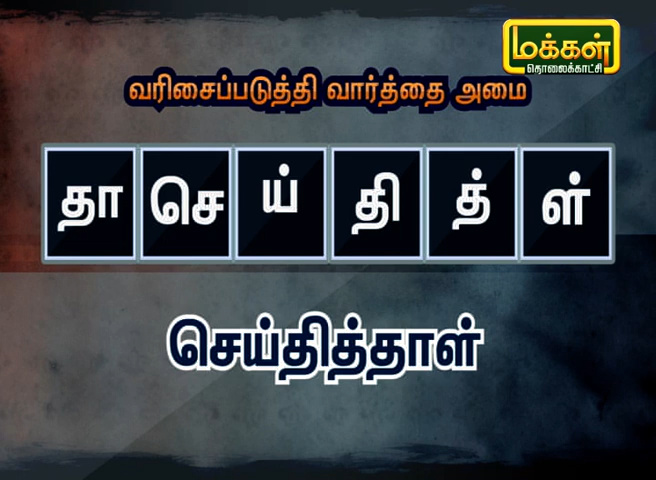 மக்கள்
தொலைக்காட்சி
வரிசைப்படுத்தி வார்த்தை அமை
தா செ ய் தி த் ள்
செய்தித்தாள்